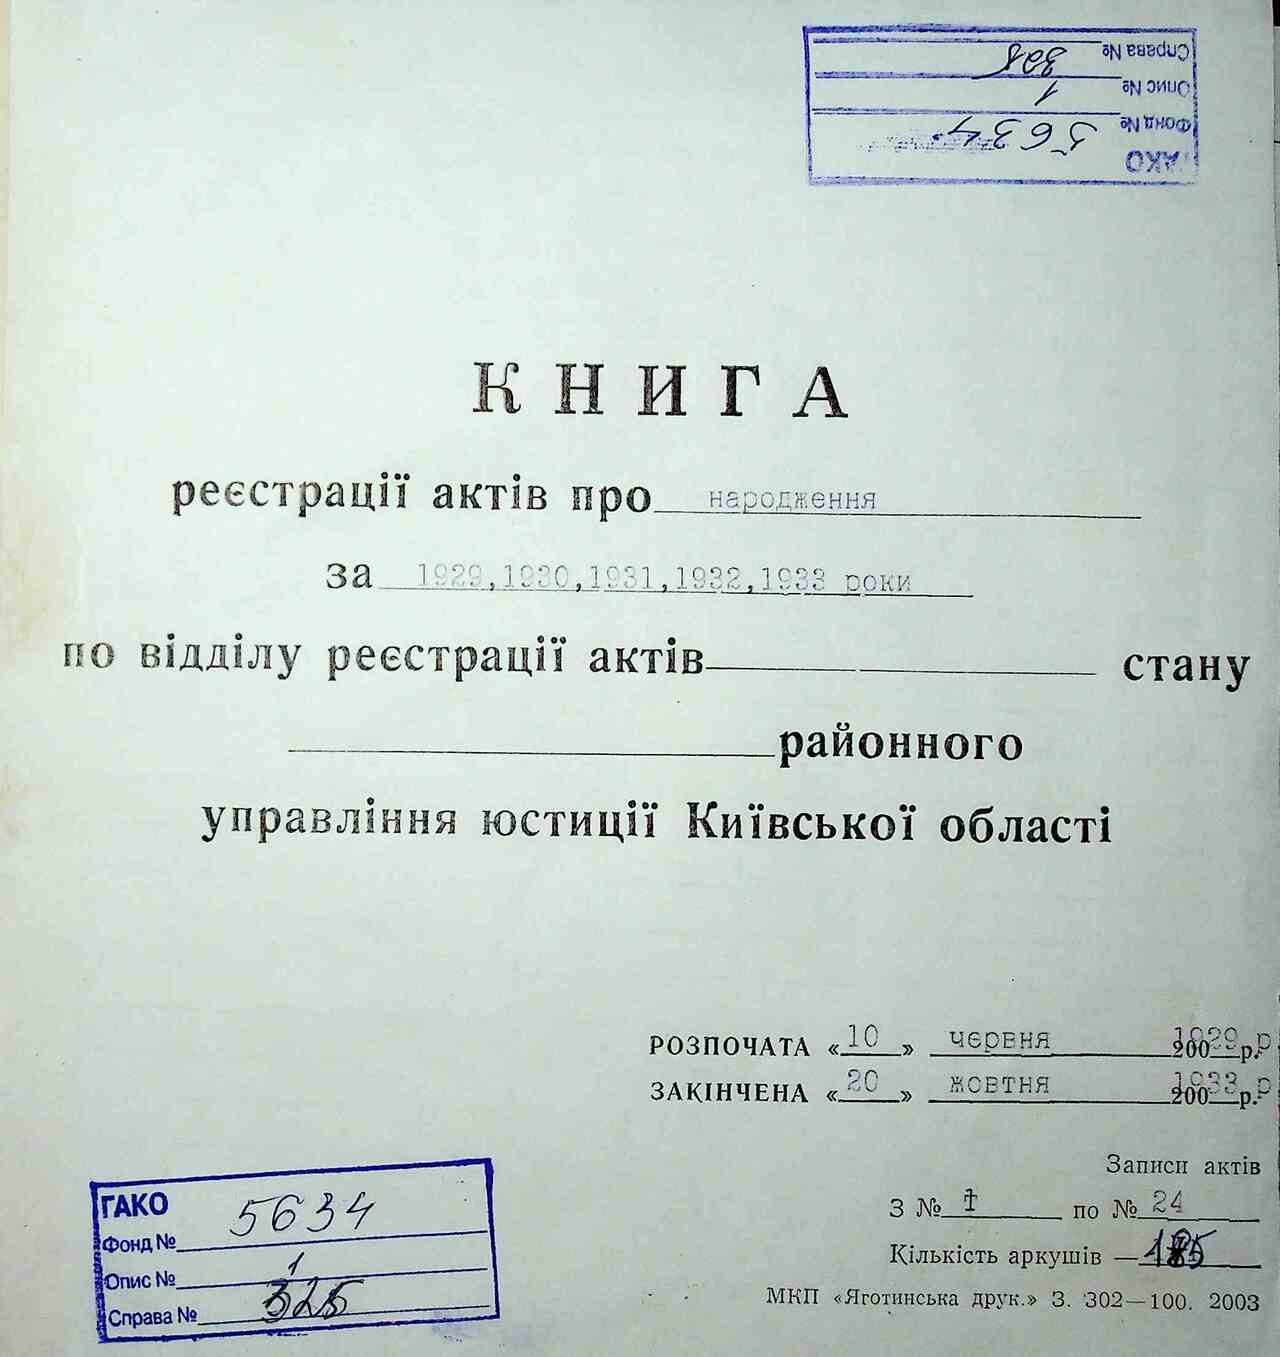 ГАКО
Фонд № 5634
Опис № 1
Справа №
КНИГА
реєстрації актів про народження
за 1929,1930,1931,1932,1933 роки
по відділу реєстрації актів стану
районного
управління юстиції Київської області
РОЗПОЧАТА «10» червня 1929 р. 200 р.
ЗАКІНЧЕНА «20» жовтня 1933 р. 200 р.
Записи актів
З № 1 по № 24
Кількість аркушів —
МКП «Яготинська друк.» З. 302—100. 2003
ГАКО
Фонд № 5634
Опис № 1
Справа № 325